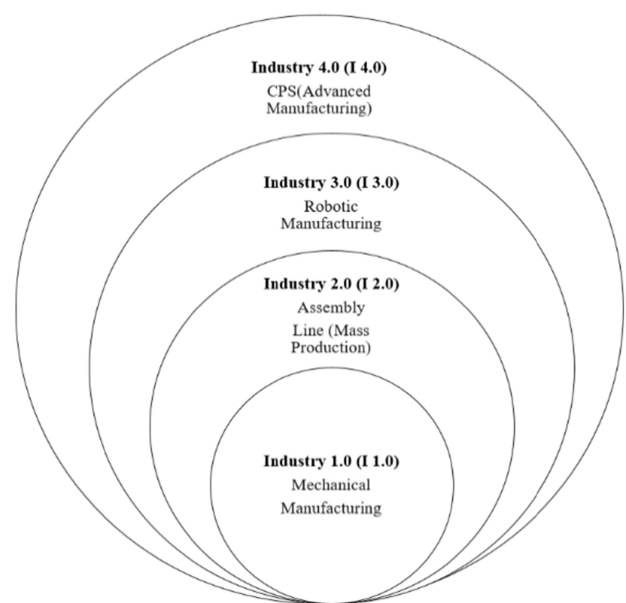 Industry 4.0 (I 4.0)
CPS(Advanced
Manufacturing)
Industry 3.0 (I 3.0)
Robotic
Manufacturing
Industry 2.0 (I 2.0)
Assembly
Line (Mass
Production)
Industry 1.0 (I 1.0)
Mechanical
Manufacturing